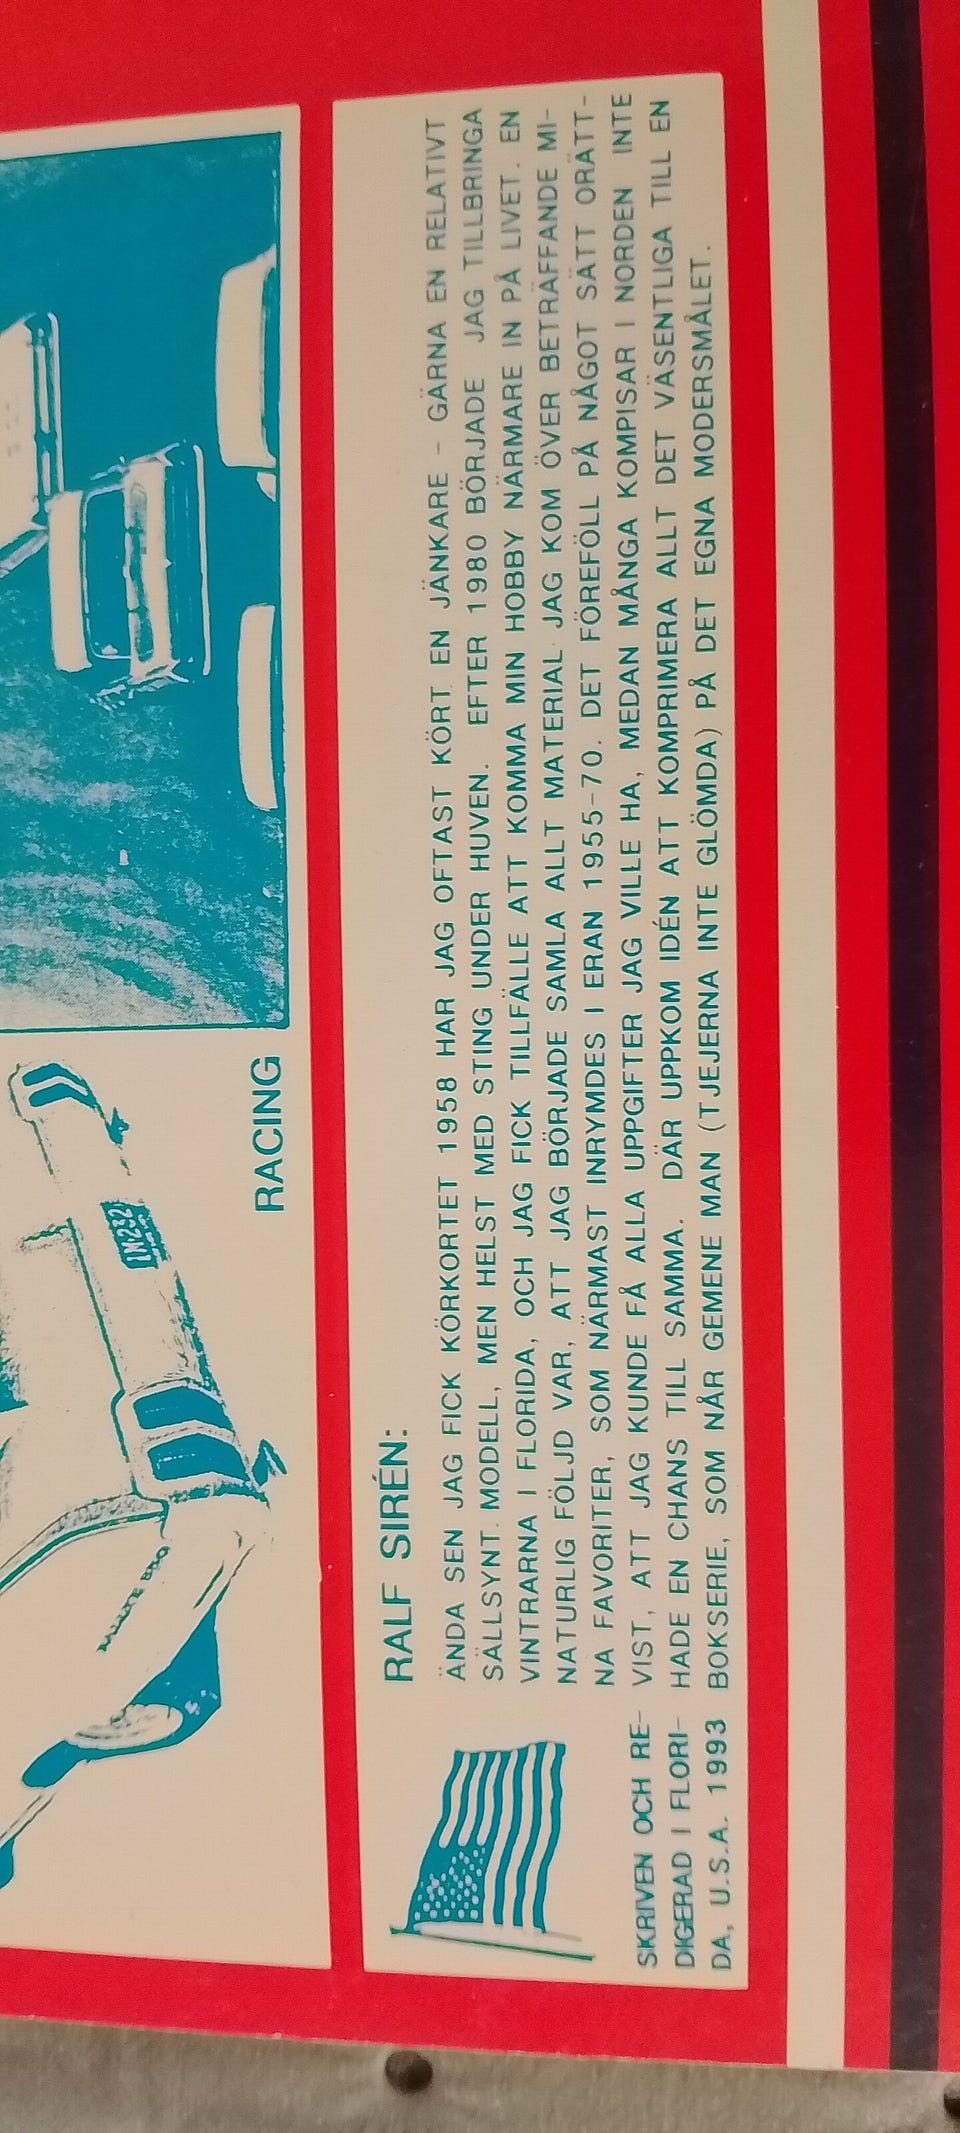 1M232
RACING
RALF SIRÉN:
ÄNDA SEN JAG FICK KÖRKORTET 1958 HAR JAG OFTAST KÖRT EN JÄNKARE - GÄRNA EN RELATIVT
SÄLLSYNT MODELL, MEN HELST MED STING UNDER HUVEN. EFTER 1980 BÖRJADE JAG TILLBRINGA
VINTRARNA I FLORIDA, OCH JAG FICK TILLFÄLLE ATT KOMMA MIN HOBBY NÄRMARE IN PÅ LIVET. EN
NATURLIG FÖLJD VAR, ATT JAG BÖRJADE SAMLA ALLT MATERIAL JAG KOM ÖVER BETRÄFFANDE MI-
NA FAVORITER, SOM NÄRMAST INRYMDES I ERAN 1955-70. DET FÖREFÖLL PÅ NÅGOT SÄTT ORÄTT-
VIST, ATT JAG KUNDE FÅ ALLA UPPGIFTER JAG VILLE HA, MEDAN MÅNGA KOMPISAR I NORDEN INTE
HADE EN CHANS TILL SAMMA. DÄR UPPKOM IDÉN ATT KOMPRIMERA ALLT DET VÄSENTLIGA TILL EN
BOKSERIE, SOM NÅR GEMENE MAN (TJEJERNA INTE GLÖMDA) PÅ DET EGNA MODERSMÅLET.
SKRIVEN OCH RE-
DIGERAD I FLORI-
DA, U.S.A. 1993